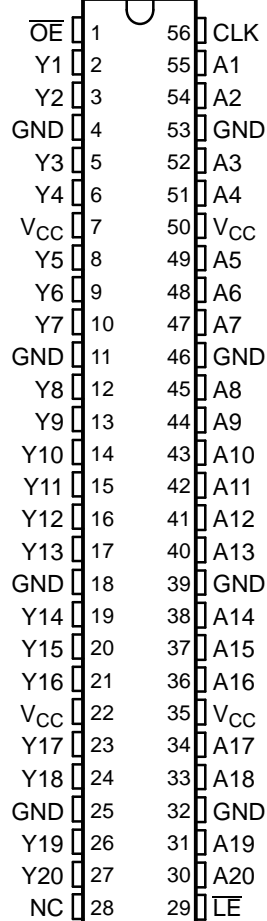 O̅E̅ 1 56 CLK
Y1 2 55 A1
Y2 3 54 A2
GND 4 53 GND
Y3 5 52 A3
Y4 6 51 A4
VCC 7 50 VCC
Y5 8 49 A5
Y6 9 48 A6
Y7 10 47 A7
GND 11 46 GND
Y8 12 45 A8
Y9 13 44 A9
Y10 14 43 A10
Y11 15 42 A11
Y12 16 41 A12
Y13 17 40 A13
GND 18 39 GND
Y14 19 38 A14
Y15 20 37 A15
Y16 21 36 A16
VCC 22 35 VCC
Y17 23 34 A17
Y18 24 33 A18
GND 25 32 GND
Y19 26 31 A19
Y20 27 30 A20
NC 28 29 L̅E̅